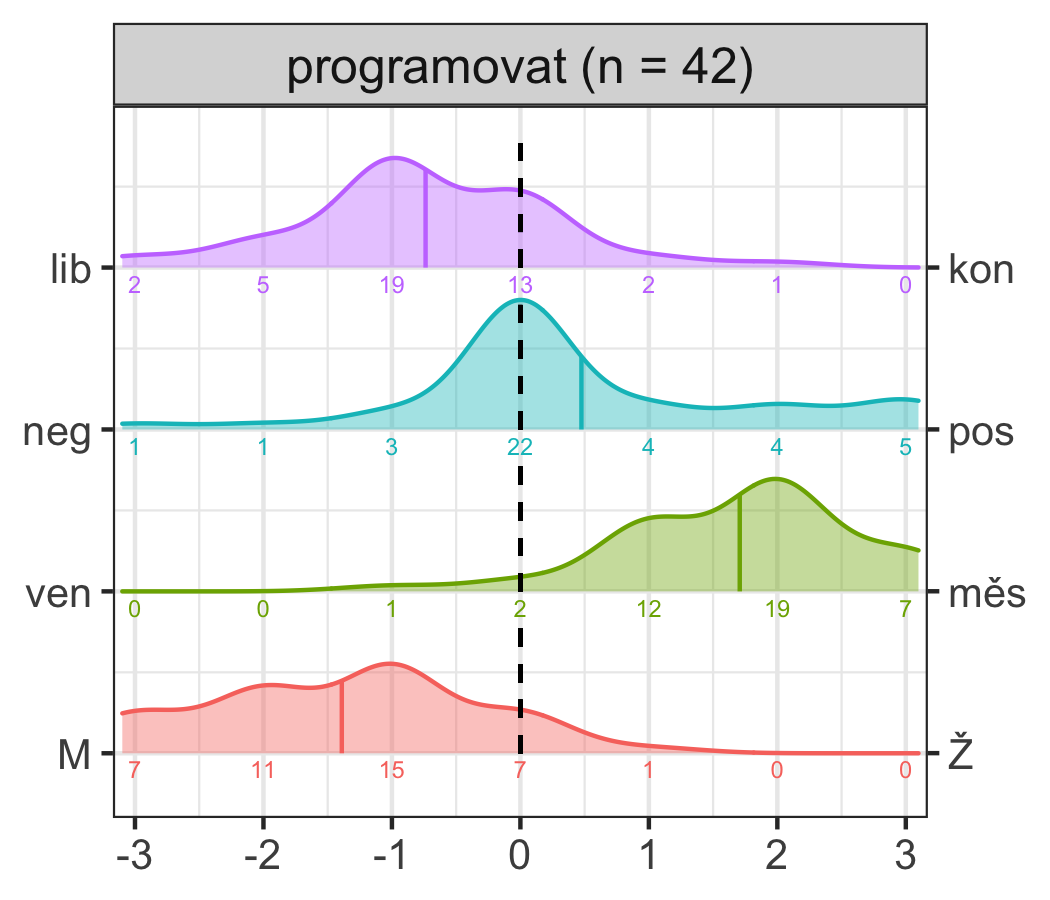 programovat (n = 42)
lib kon
2 5 19 13 2 1 0
neg pos
1 1 3 22 4 4 5
ven měs
0 0 1 2 12 19 7
M Ž
7 11 15 7 1 0 0
-3 -2 -1 0 1 2 3